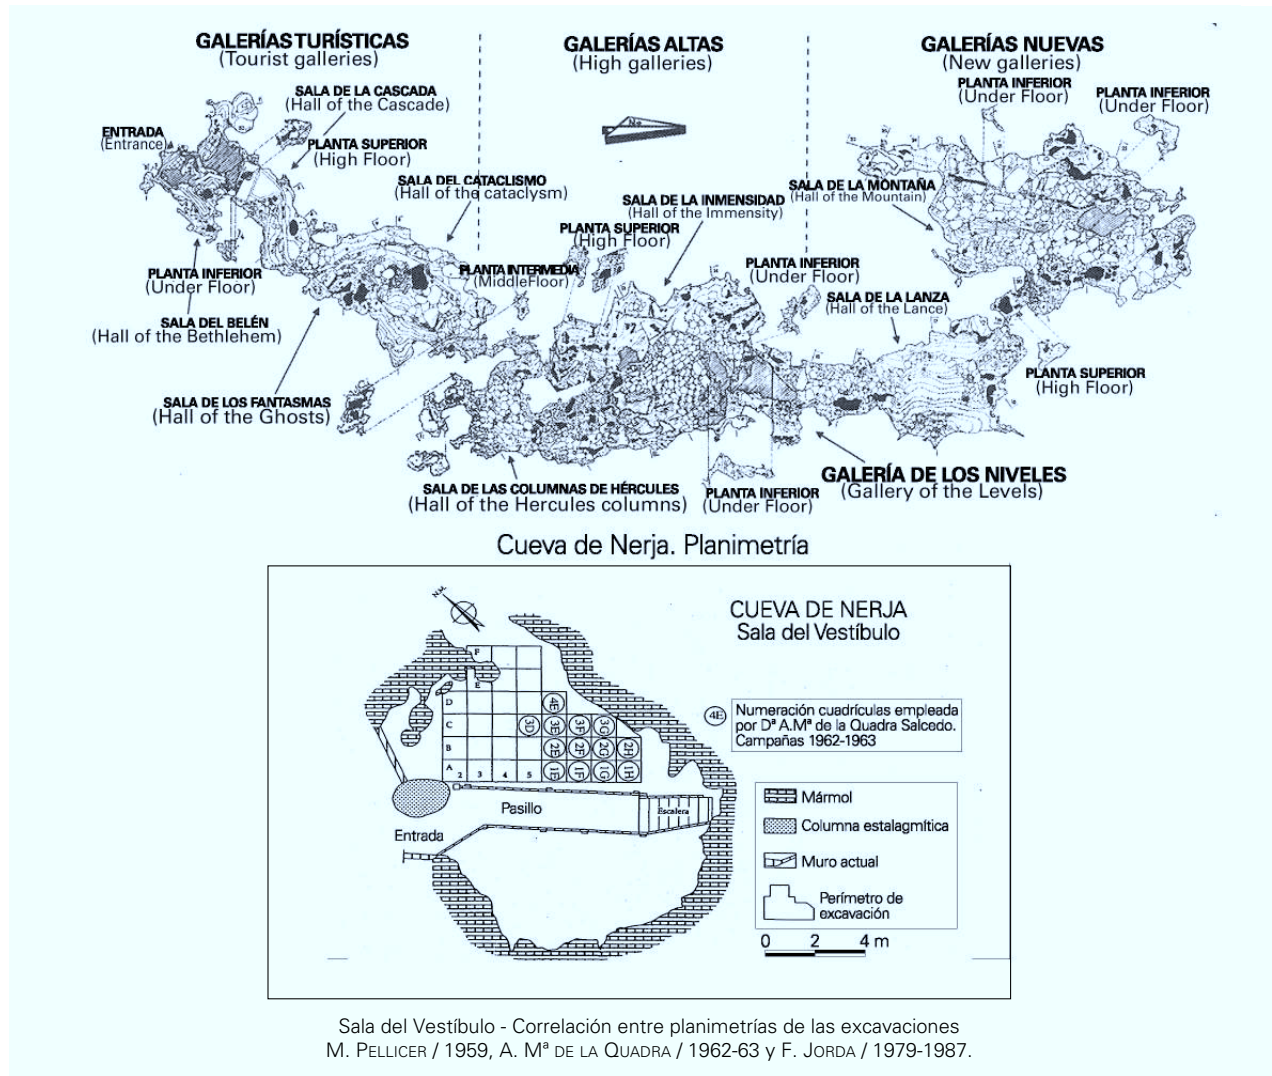 GALERÍAS TURÍSTICAS
(Tourist galleries)
GALERÍAS ALTAS
(High galleries)
GALERÍAS NUEVAS
(New galleries)
SALA DE LA CASCADA
(Hall of the Cascade)
ENTRADA
(Entrance)
PLANTA SUPERIOR
(High Floor)
SALA DEL CATACLISMO
(Hall of the cataclysm)
PLANTA INFERIOR
(Under Floor)
SALA DEL BELÉN
(Hall of the Bethlehem)
SALA DE LOS FANTASMAS
(Hall of the Ghosts)
PLANTA INTERMEDIA
(MiddleFloor)
PLANTA SUPERIOR
(High Floor)
SALA DE LA INMENSIDAD
(Hall of the Immensity)
PLANTA INFERIOR
(Under Floor)
SALA DE LAS COLUMNAS DE HÉRCULES
(Hall of the Hercules columns)
PLANTA INFERIOR
(Under Floor)
GALERÍA DE LOS NIVELES
(Gallery of the Levels)
SALA DE LA LANZA
(Hall of the Lance)
SALA DE LA MONTAÑA
(Hall of the Mountain)
PLANTA INFERIOR
(Under Floor)
PLANTA INFERIOR
(Under Floor)
PLANTA SUPERIOR
(High Floor)
Cueva de Nerja. Planimetría
CUEVA DE NERJA
Sala del Vestíbulo
F
E
D 4E
C 3D 3E 3F 3G
B 2E 2F 2G 2H
A 2 3 4 5 1E 1F 1G 1H
Pasillo
Escalera
Entrada
4E
Numeración cuadrículas empleada
por Dª A.Mª de la Quadra Salcedo.
Campañas 1962-1963
Mármol
Columna estalagmítica
Muro actual
Perímetro de
excavación
0 2 4 m
Sala del Vestíbulo - Correlación entre planimetrías de las excavaciones
M. PELLICER / 1959, A. Mª DE LA QUADRA / 1962-63 y F. JORDA / 1979-1987.